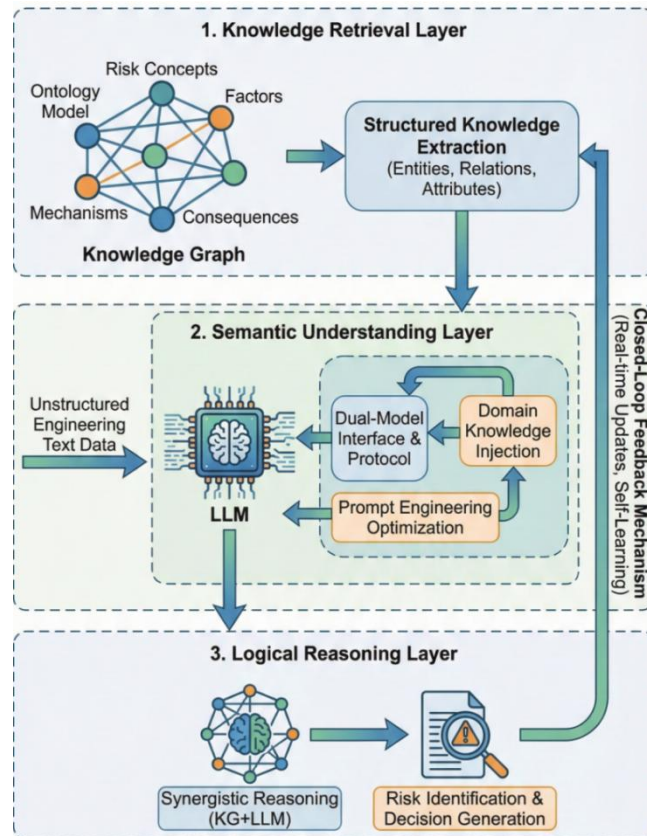 1. Knowledge Retrieval Layer
Risk Concepts
Ontology
Model
Factors
Mechanisms
Consequences
Knowledge Graph
Structured Knowledge
Extraction
(Entities, Relations,
Attributes)
2. Semantic Understanding Layer
Unstructured
Engineering
Text Data
LLM
Dual-Model
Interface &
Protocol
Domain
Knowledge
Injection
Prompt Engineering
Optimization
Closed-Loop Feedback Mechanism
(Real-time Updates, Self-Learning)
3. Logical Reasoning Layer
Synergistic Reasoning
(KG+LLM)
Risk Identification &
Decision Generation